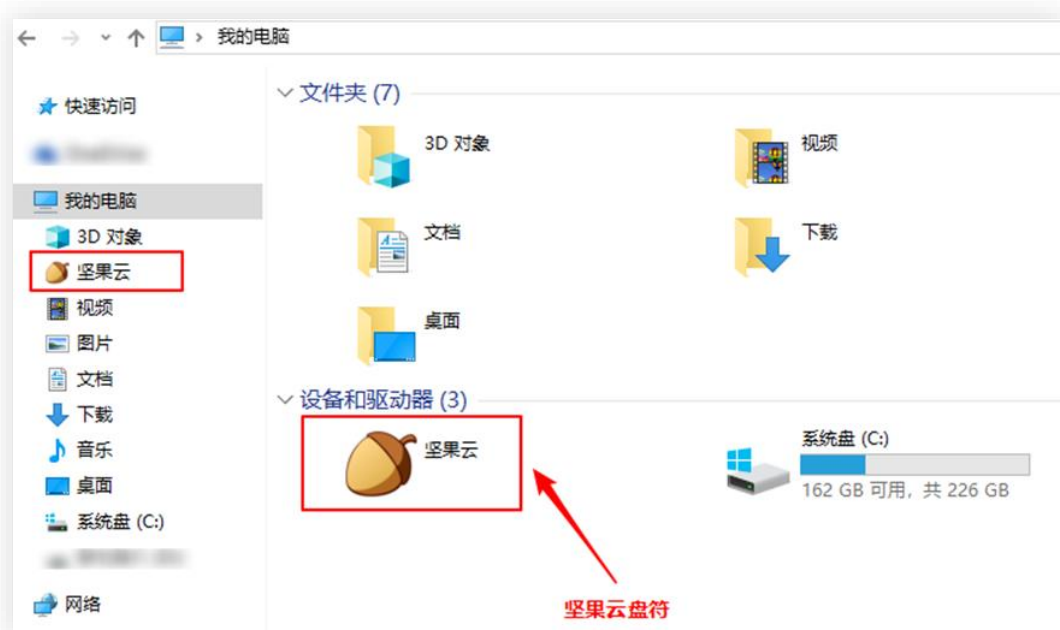 我的电脑
快速访问
我的电脑
3D 对象
坚果云
视频
图片
文档
下载
音乐
桌面
系统盘 (C:)
网络
文件夹 (7)
3D 对象
视频
文档
下载
桌面
设备和驱动器 (3)
坚果云
系统盘 (C:)
162 GB 可用，共 226 GB
坚果云盘符